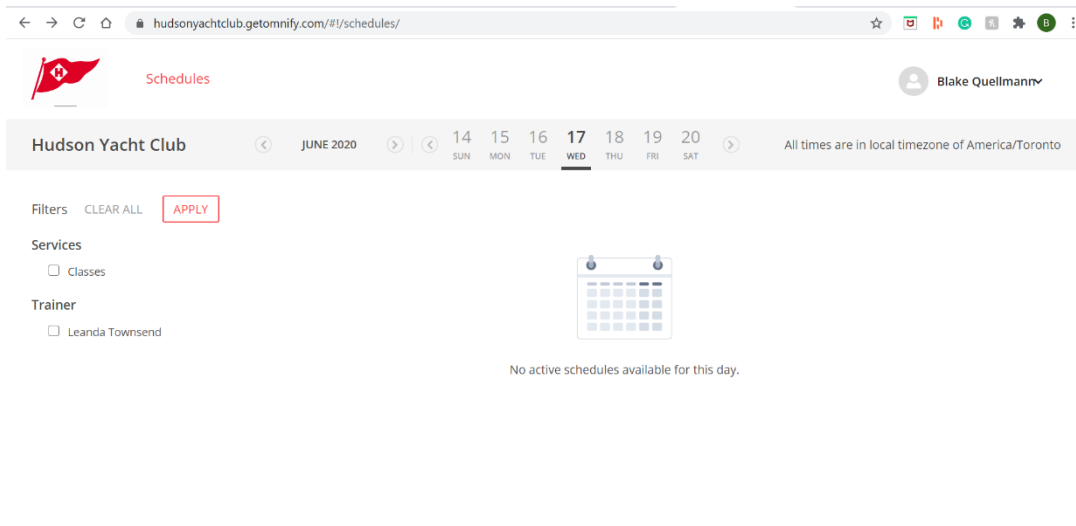 hudsonyachtclub.getomnify.com/#!/schedules/
B
H
Schedules
Blake Quellmann
Hudson Yacht Club
JUNE 2020
14 15 16 17 18 19 20
SUN MON TUE WED THU FRI SAT
All times are in local timezone of America/Toronto
Filters CLEAR ALL APPLY
Services
Classes
Trainer
Leanda Townsend
No active schedules available for this day.